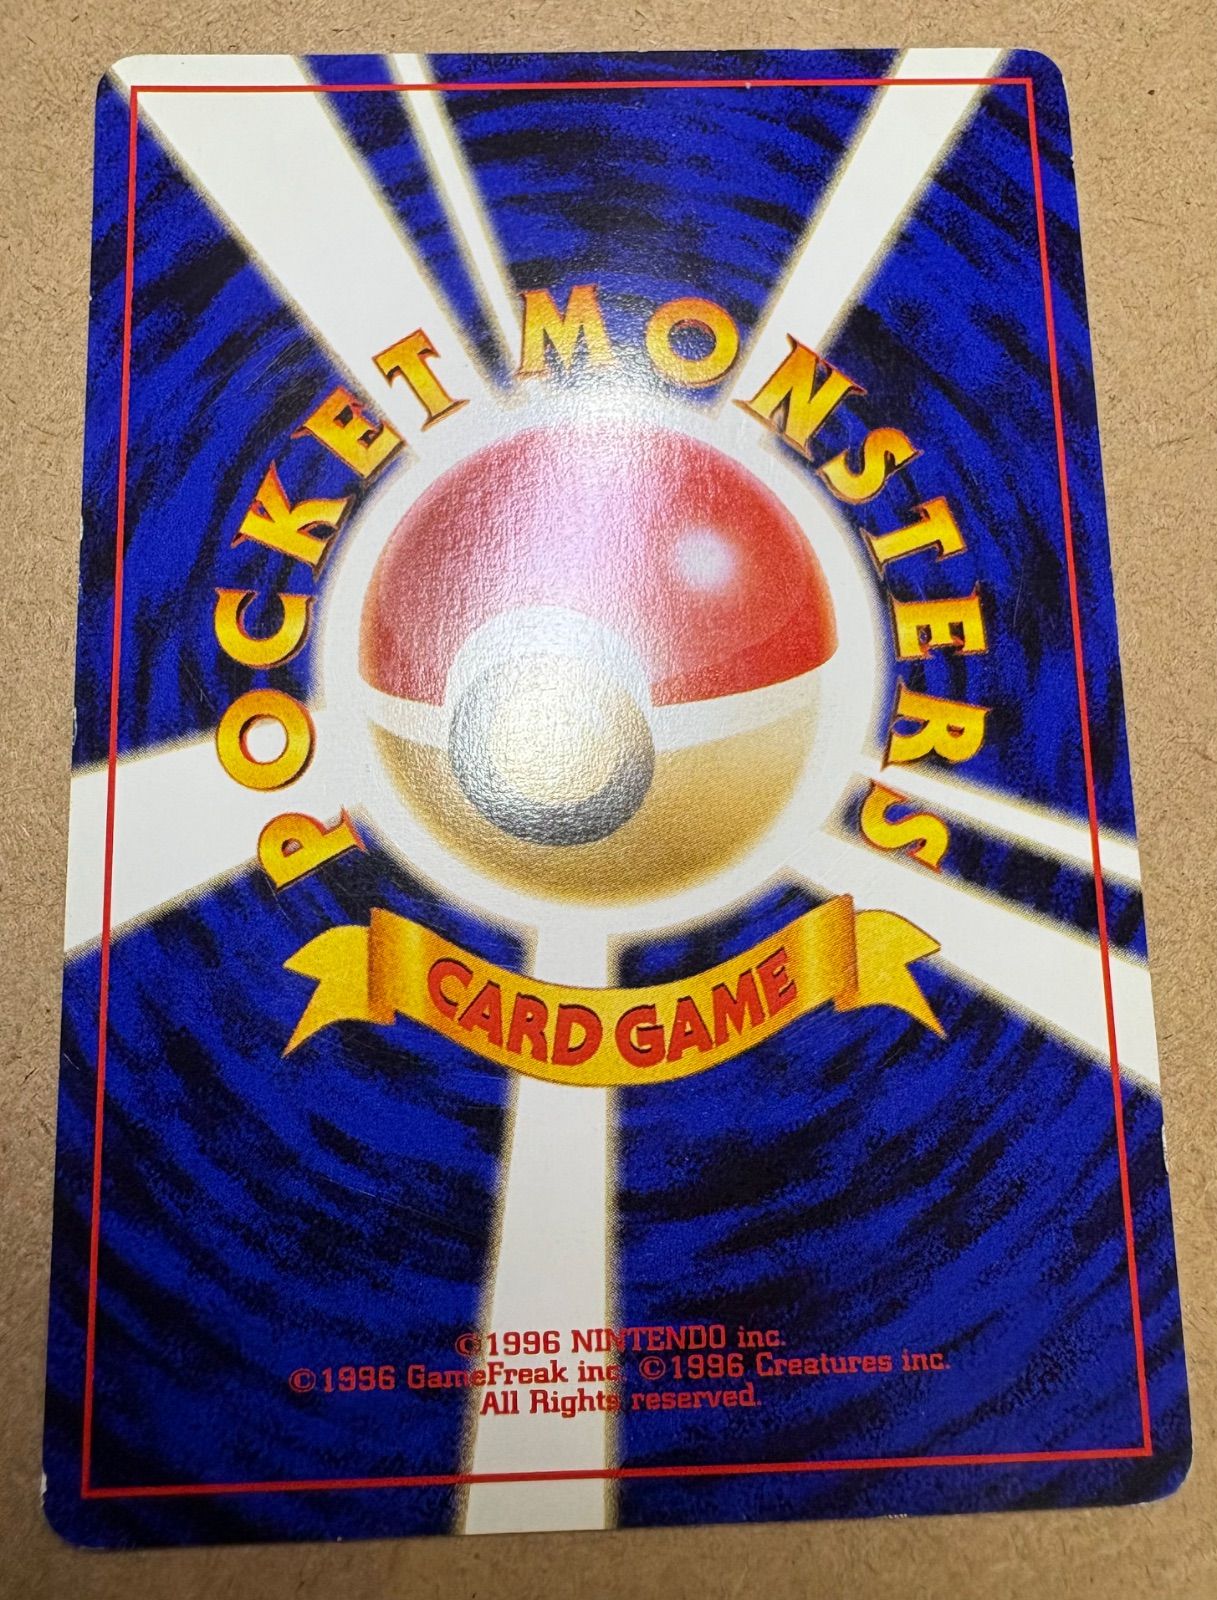 POCKET MONSTERS
CARD GAME
©1996 NINTENDO inc.
©1996 GameFreak inc ©1996 Creatures inc.
All Rights reserved.